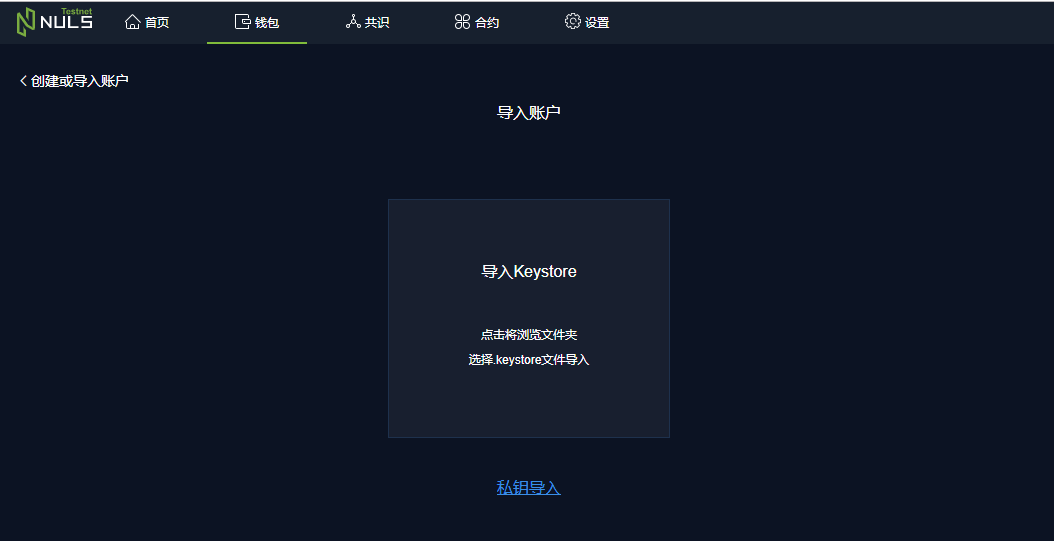 Testnet
NULS
首页
钱包
共识
合约
设置
创建或导入账户
导入账户
导入Keystore
点击将浏览文件夹
选择.keystore文件导入
私钥导入